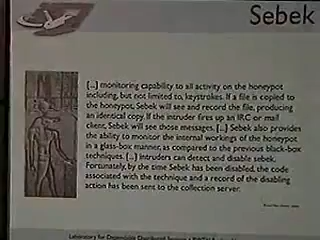 Sebek
[...] monitoring capability to all activity on the honeypot
including, but not limited to, keystrokes. If a file is copied to
the honeypot, Sebek will see and record the file, producing
an identical copy. If the intruder fires up an IRC or mail
client, Sebek will see those messages. [...] Sebek also provides
the ability to monitor the internal workings of the honeypot
in a glass-box manner, as compared to the previous black-box
techniques. [...] intruders can detect and disable sebek.
Fortunately, by the time Sebek has been disabled, the code
associated with the technique and a record of the disabling
action has been sent to the collection server.
Laboratory for Dependable Distributed Systems